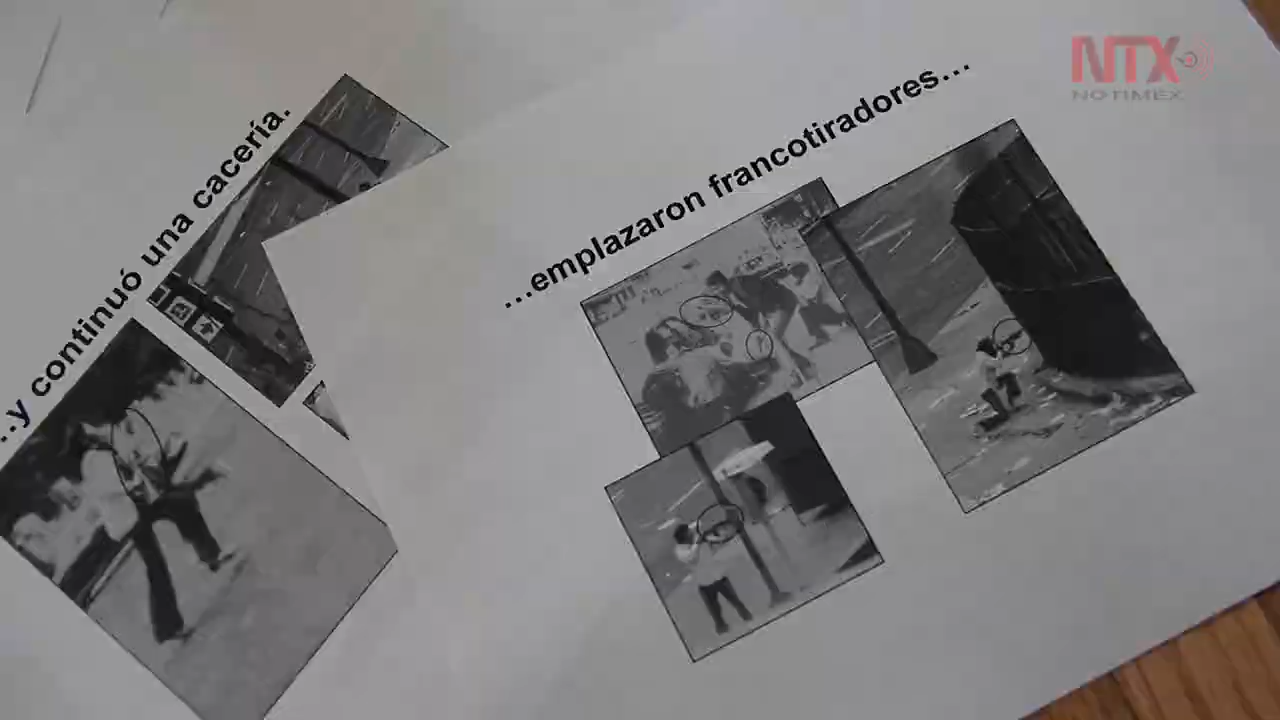 ..y continuó una cacería.
...emplazaron francotiradores...
NTX
NOTIMEX